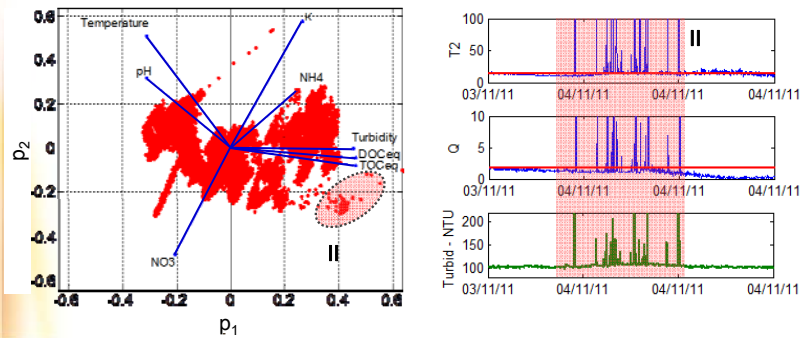 0.6
0.4
0.2
0
-0.2
-0.4
-0.6
p2
Temperature
K
pH
NH4
Turbidity
DOCeq
TOCeq
NO3
II
-0.6
-0.4
-0.2
0
0.2
0.4
0.6
p1
100
50
0
T2
II
03/11/11
04/11/11
04/11/11
04/11/11
10
5
0
Q
03/11/11
04/11/11
04/11/11
04/11/11
200
150
100
Turbid - NTU
03/11/11
04/11/11
04/11/11
04/11/11